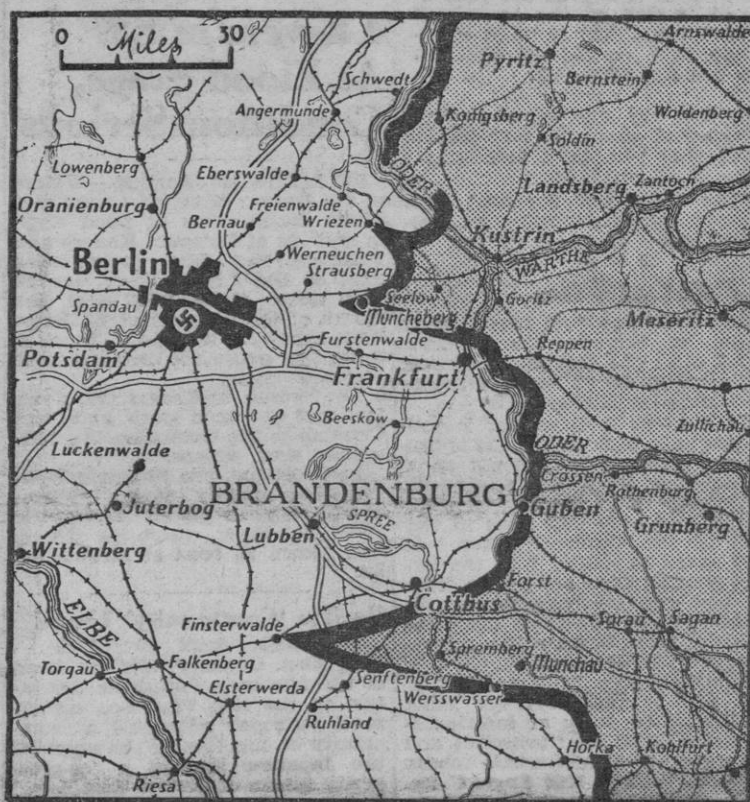 0 Miles 30
Arnswalde
Pyritz
Bernstein
Schwedt
Angermunde
Konigsberg
Woldenberg
Soldin
Lowenberg
ODER
Eberswalde
Landsberg
Zantoch
Oranienburg
Freienwalde
Bernau
Wriezen
Kustrin
Werneuchen
Berlin
WARTHE
Strausberg
Seelow
Goritz
Spandau
Muncheberg
Meseritz
Furstenwalde
Reppen
Potsdam
Frankfurt
Beeskow
Zullichau
ODER
Luckenwalde
Crossen
Rothenburg
BRANDENBURG
Juterbog
SPREE
Guben
Grunberg
Lubben
Wittenberg
Forst
ELBE
Cottbus
Finsterwalde
Sorau
Sagan
Spremberg
Torgau
Falkenberg
Munchau
Senftenberg
Elsterwerda
Weisswasser
Ruhland
Horka
Kohlfurt
Riesa